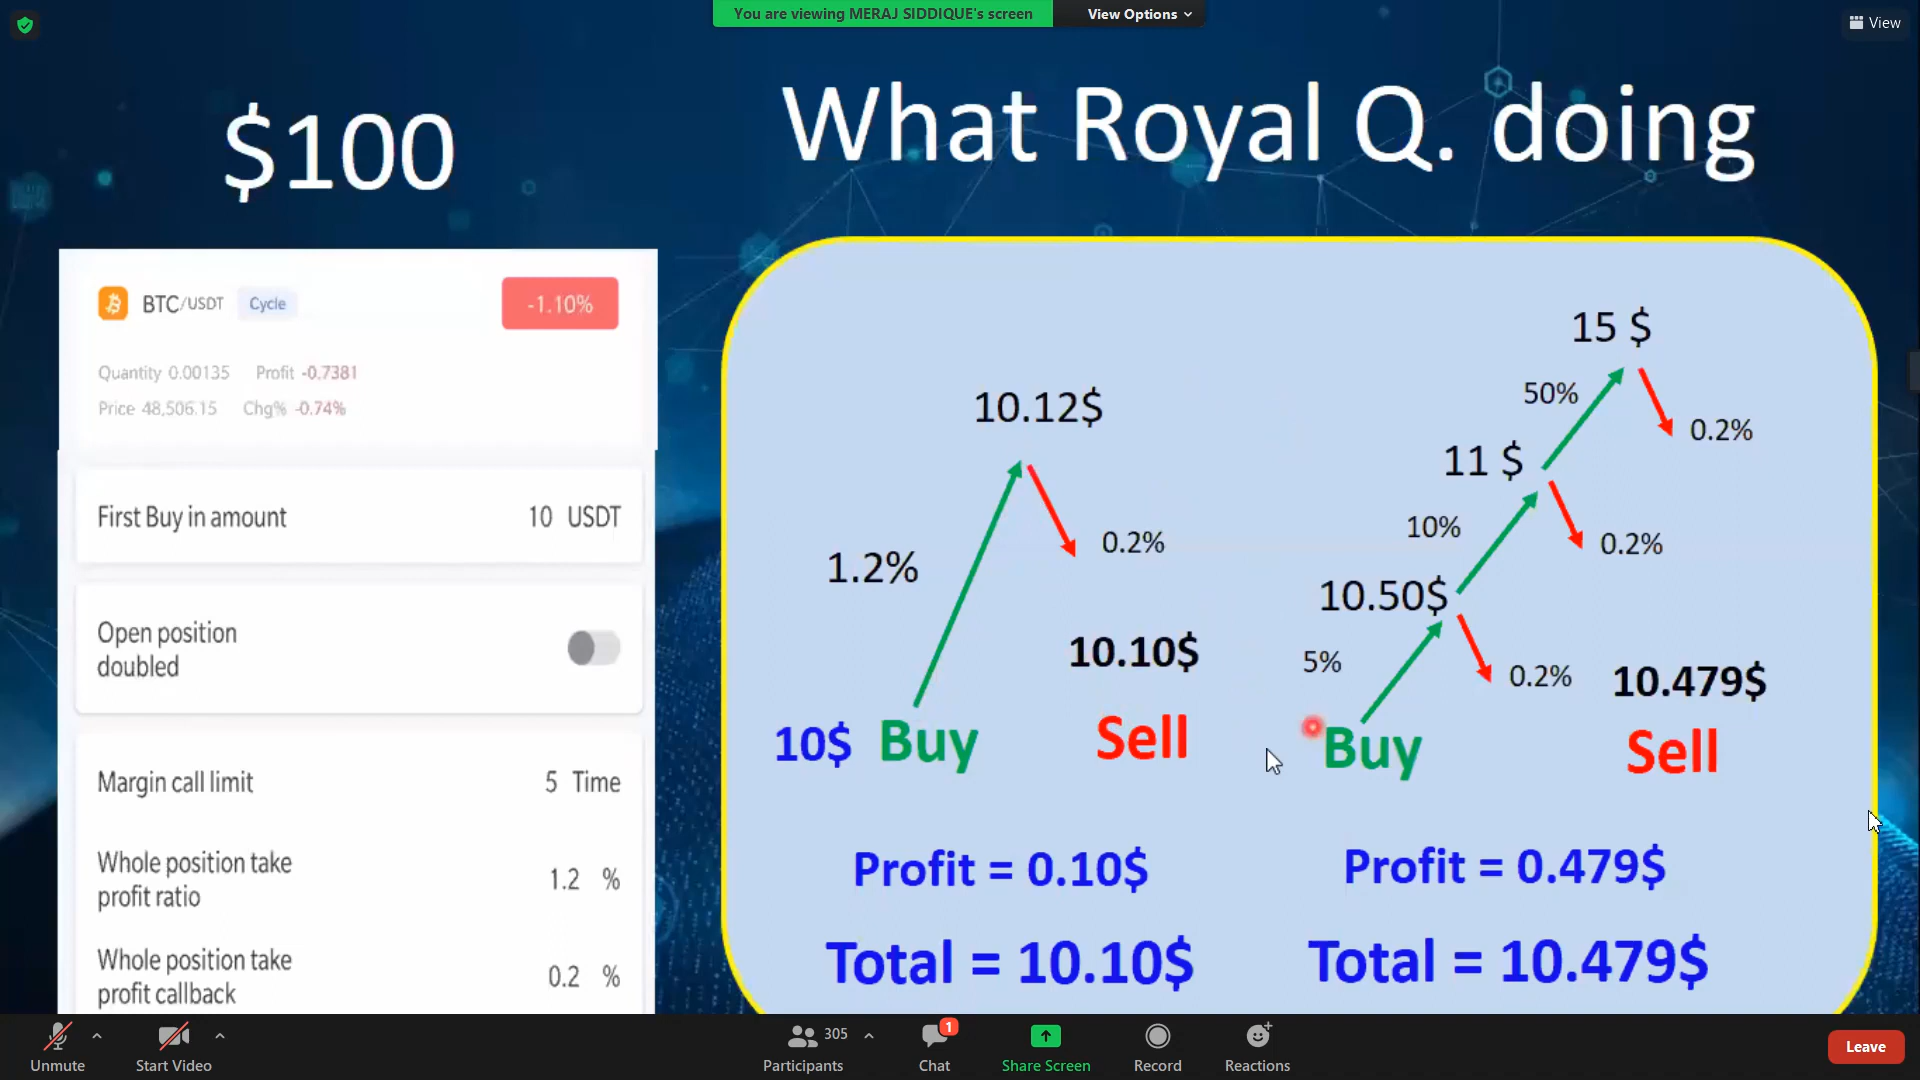 You are viewing MERAJ SIDDIQUE's screen
View Options
View
$100
What Royal Q. doing
BTC/USDT Cycle -1.10%
Quantity 0.00135 Profit -0.7381
Price 48,506.15 Chg% -0.74%
First Buy in amount 10 USDT
Open position
doubled
Margin call limit 5 Time
Whole position take
profit ratio
1.2 %
Whole position take
profit callback
0.2 %
10.12$
1.2%
0.2%
10.10$
10$ Buy
Sell
Profit = 0.10$
Total = 10.10$
15 $
50%
0.2%
11 $
10%
0.2%
10.50$
5%
0.2%
10.479$
Buy
Sell
Profit = 0.479$
Total = 10.479$
Unmute
Start Video
305
Participants
1
Chat
Share Screen
Record
Reactions
Leave